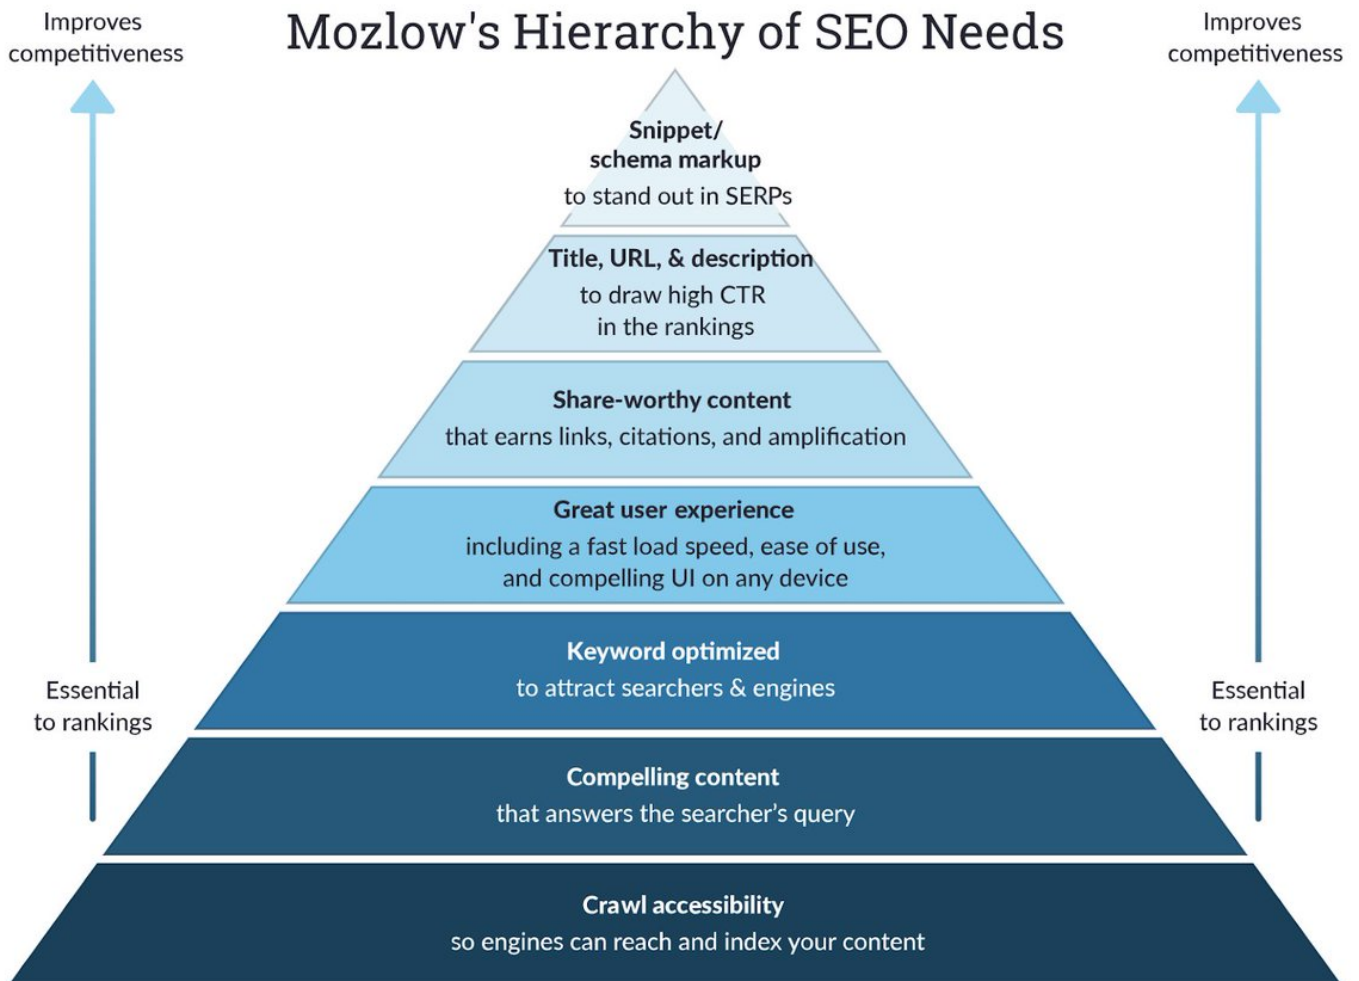 Improves
competitiveness
Mozlow's Hierarchy of SEO Needs
Improves
competitiveness
Snippet/
schema markup
to stand out in SERPs
Title, URL, & description
to draw high CTR
in the rankings
Share-worthy content
that earns links, citations, and amplification
Great user experience
including a fast load speed, ease of use,
and compelling UI on any device
Keyword optimized
to attract searchers & engines
Essential
to rankings
Essential
to rankings
Compelling content
that answers the searcher’s query
Crawl accessibility
so engines can reach and index your content